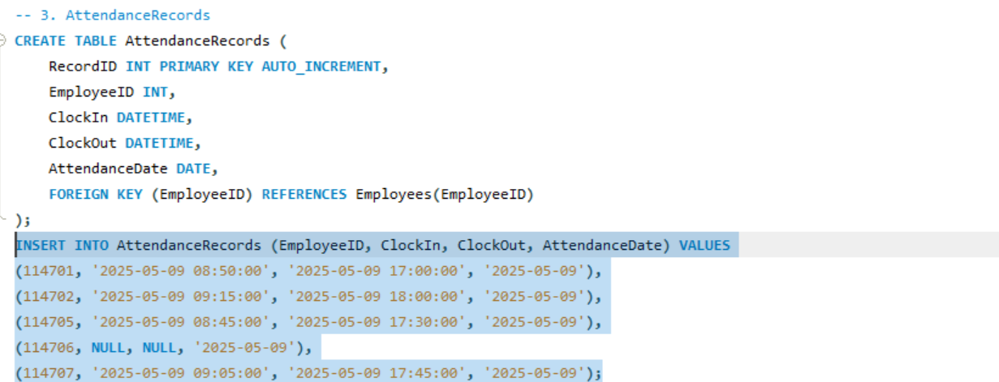 -- 3. AttendanceRecords
CREATE TABLE AttendanceRecords (
    RecordID INT PRIMARY KEY AUTO_INCREMENT,
    EmployeeID INT,
    ClockIn DATETIME,
    ClockOut DATETIME,
    AttendanceDate DATE,
    FOREIGN KEY (EmployeeID) REFERENCES Employees(EmployeeID)
);
INSERT INTO AttendanceRecords (EmployeeID, ClockIn, ClockOut, AttendanceDate) VALUES
(114701, '2025-05-09 08:50:00', '2025-05-09 17:00:00', '2025-05-09'),
(114702, '2025-05-09 09:15:00', '2025-05-09 18:00:00', '2025-05-09'),
(114705, '2025-05-09 08:45:00', '2025-05-09 17:30:00', '2025-05-09'),
(114706, NULL, NULL, '2025-05-09'),
(114707, '2025-05-09 09:05:00', '2025-05-09 17:45:00', '2025-05-09');